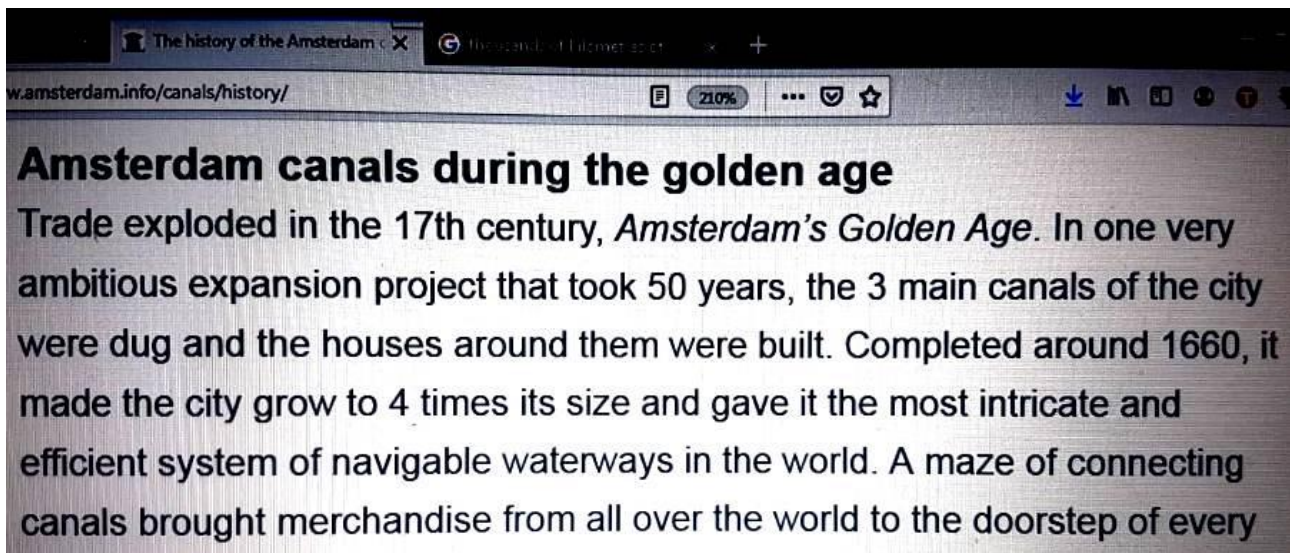 The history of the Amsterdam c
w.amsterdam.info/canals/history/
210%
Amsterdam canals during the golden age
Trade exploded in the 17th century, Amsterdam's Golden Age. In one very
ambitious expansion project that took 50 years, the 3 main canals of the city
were dug and the houses around them were built. Completed around 1660, it
made the city grow to 4 times its size and gave it the most intricate and
efficient system of navigable waterways in the world. A maze of connecting
canals brought merchandise from all over the world to the doorstep of every